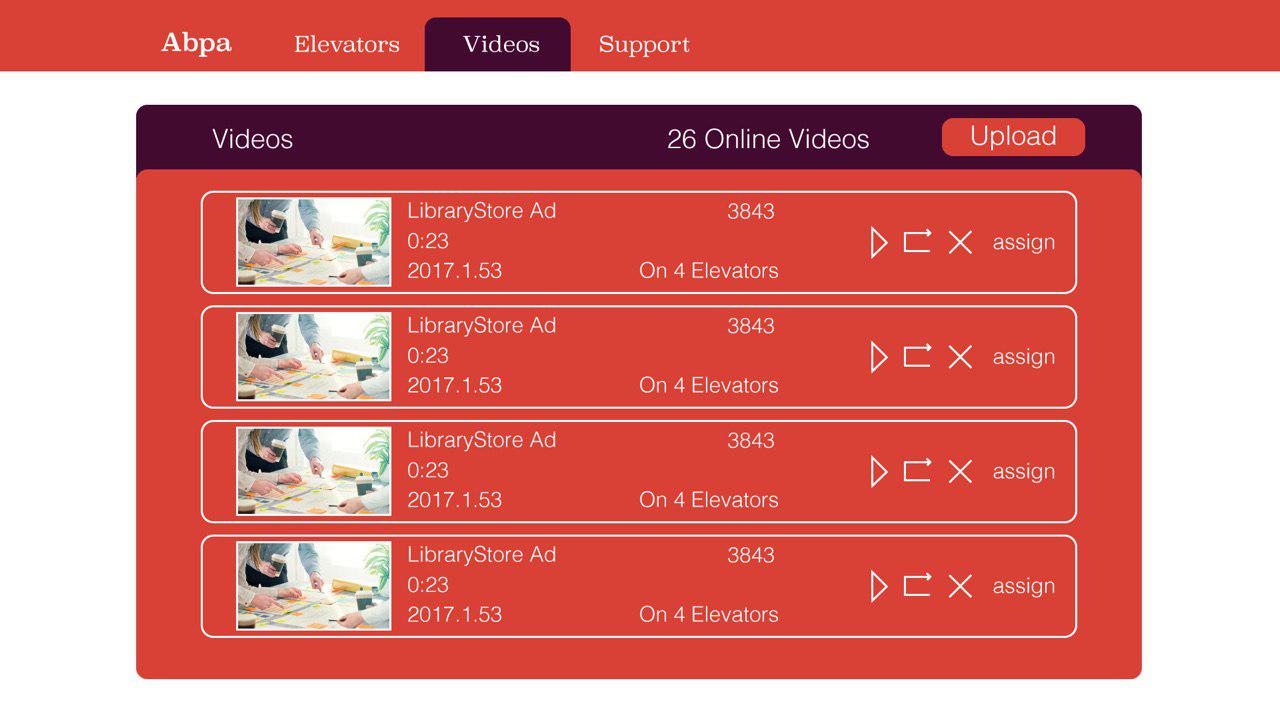 Abpa Elevators Videos Support
Videos 26 Online Videos Upload
LibraryStore Ad 3843
0:23 assign
2017.1.53 On 4 Elevators
LibraryStore Ad 3843
0:23 assign
2017.1.53 On 4 Elevators
LibraryStore Ad 3843
0:23 assign
2017.1.53 On 4 Elevators
LibraryStore Ad 3843
0:23 assign
2017.1.53 On 4 Elevators